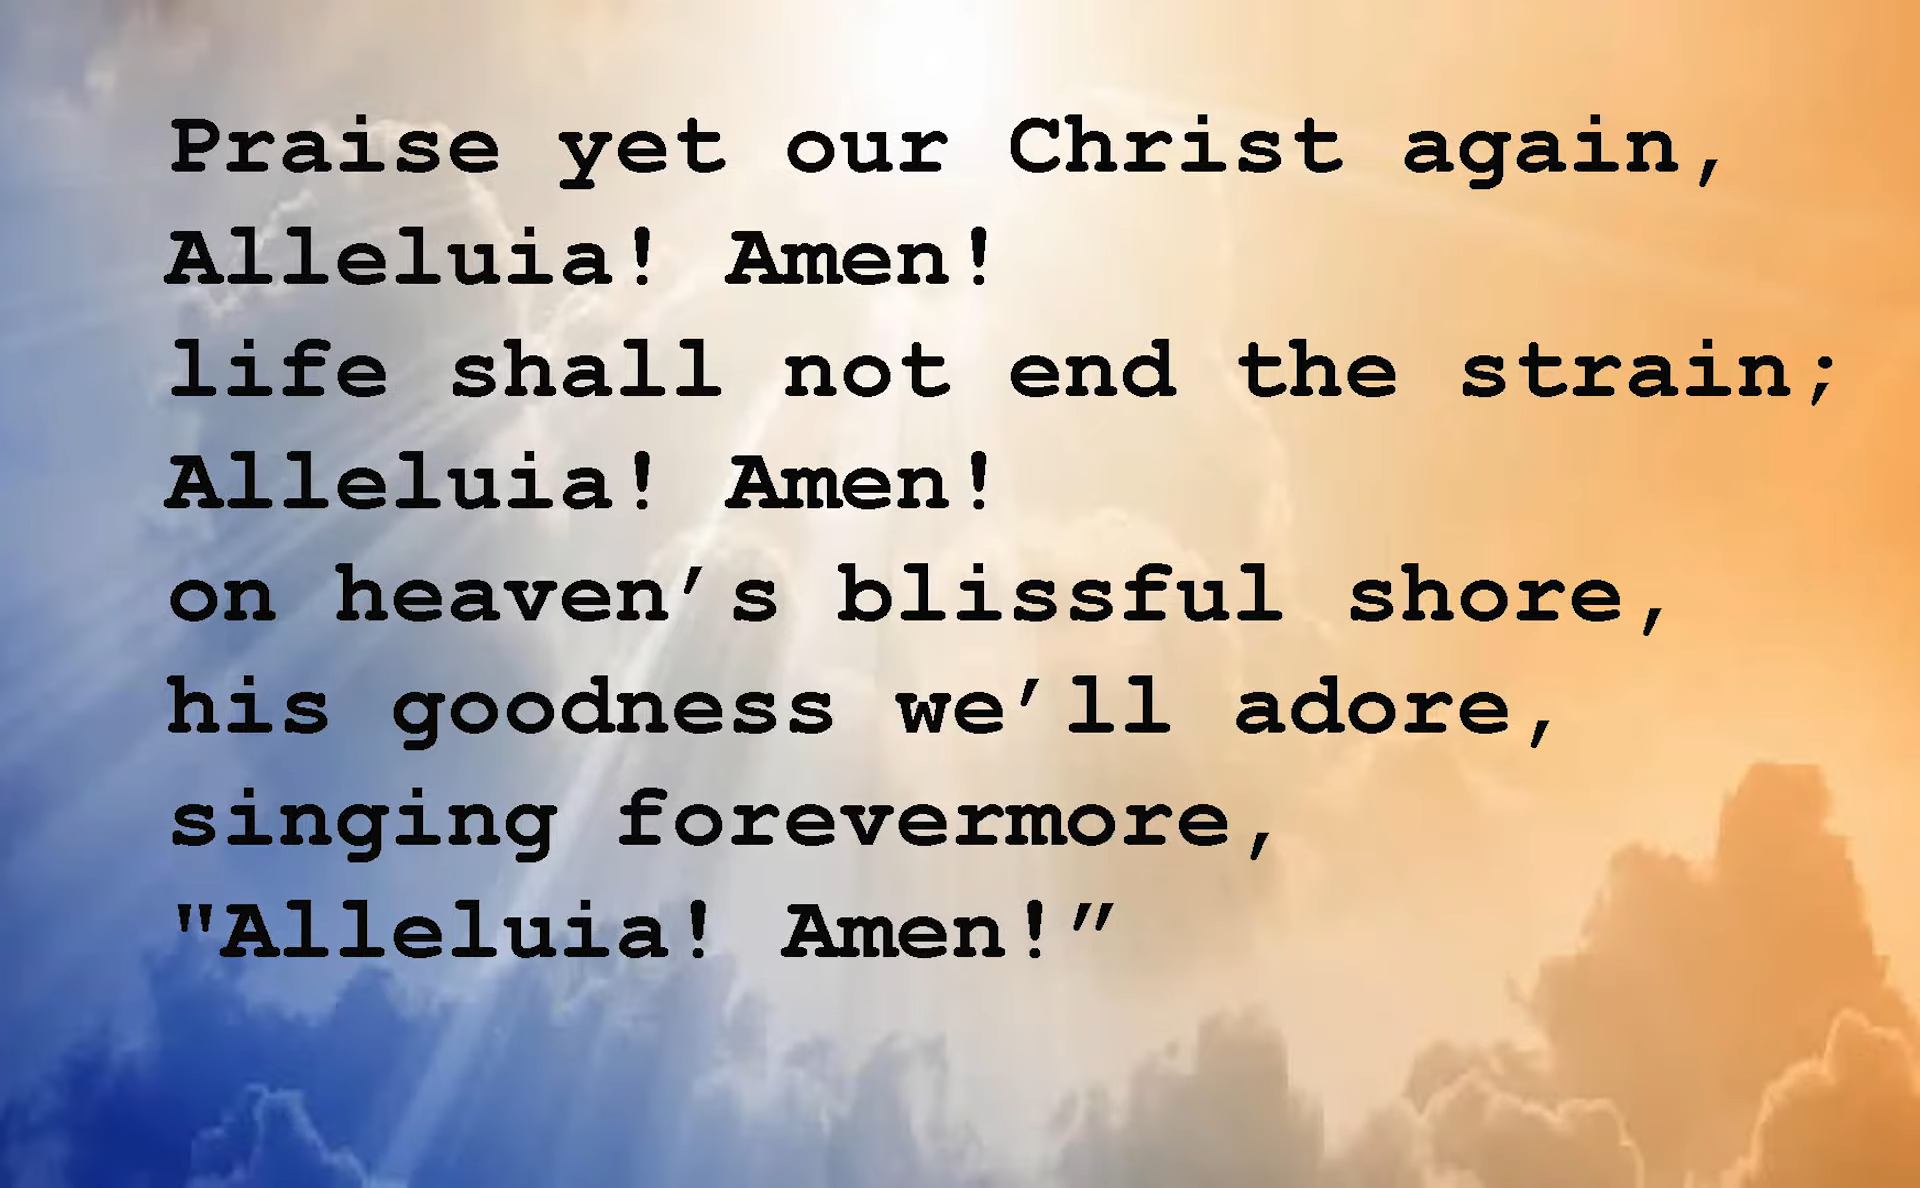 Praise yet our Christ again,
Alleluia! Amen!
life shall not end the strain;
Alleluia! Amen!
on heaven’s blissful shore,
his goodness we’ll adore,
singing forevermore,
"Alleluia! Amen!”